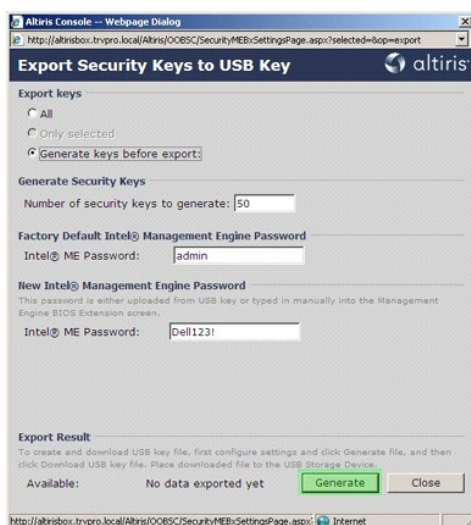 Altiris Console -- Webpage Dialog
http://altirisbox.trvpro.local/Altiris/OOBSC/SecurityMEBxSettingsPage.aspx?selected=&op=export
Export Security Keys to USB Key
altiris
Export keys
All
Only selected
Generate keys before export:
Generate Security Keys
Number of security keys to generate: 50
Factory Default Intel® Management Engine Password
Intel® ME Password: admin
New Intel® Management Engine Password
This password is either uploaded from USB key or typed in manually into the Management
Engine BIOS Extension screen.
Intel® ME Password: Dell123!
Export Result
To create and download USB key file, first configure settings and click Generate file, and then
click Download USB key file. Place downloaded file to the USB Storage Device.
Available: No data exported yet Generate Close
http://altirisbox.trvpro.local/Altiris/OOBSC/SecurityMEBxSettingsPage.aspx Internet